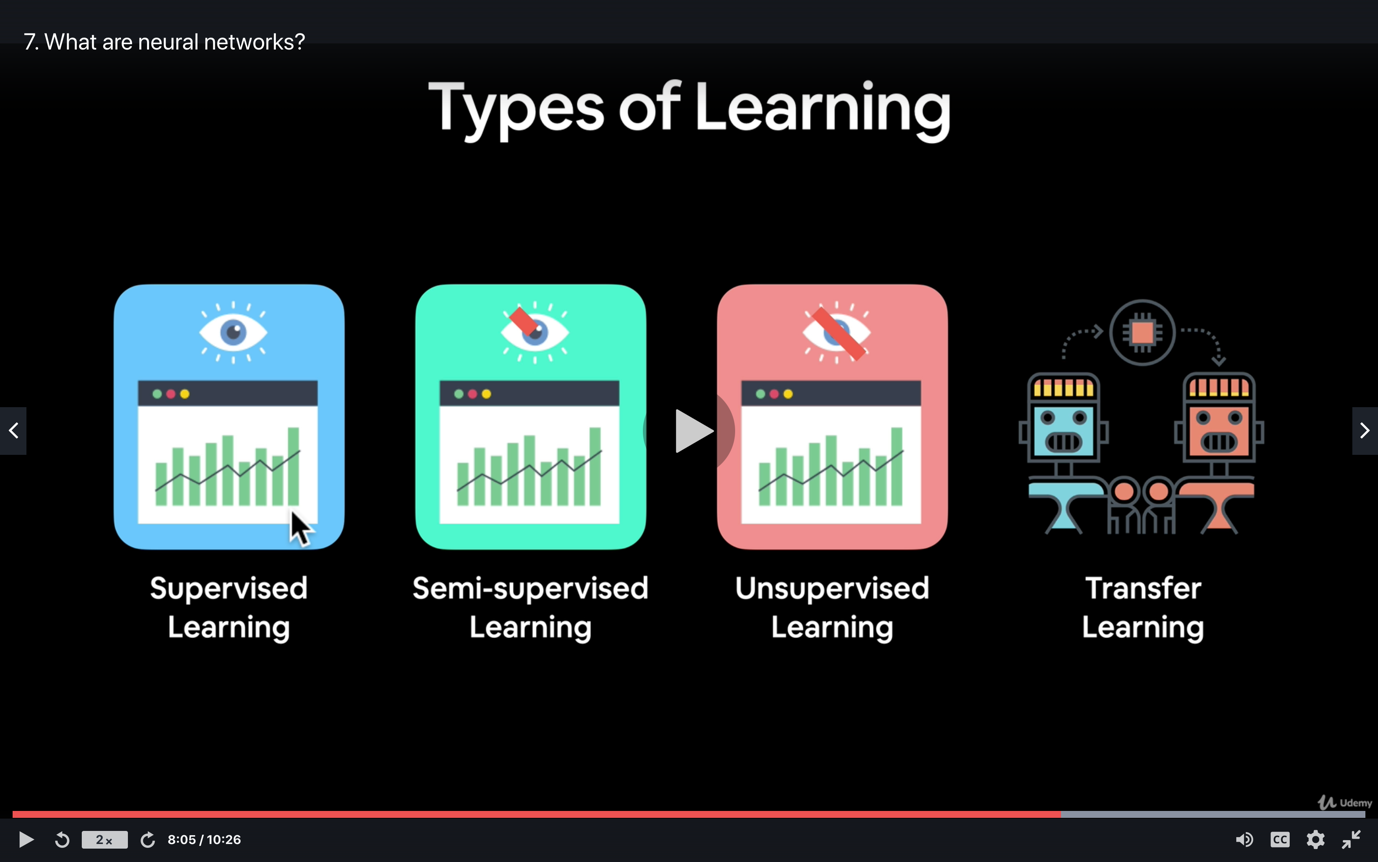 7. What are neural networks?
Types of Learning
Supervised
Learning
Semi-supervised
Learning
Unsupervised
Learning
Transfer
Learning
Udemy
2 x
8:05 / 10:26
CC